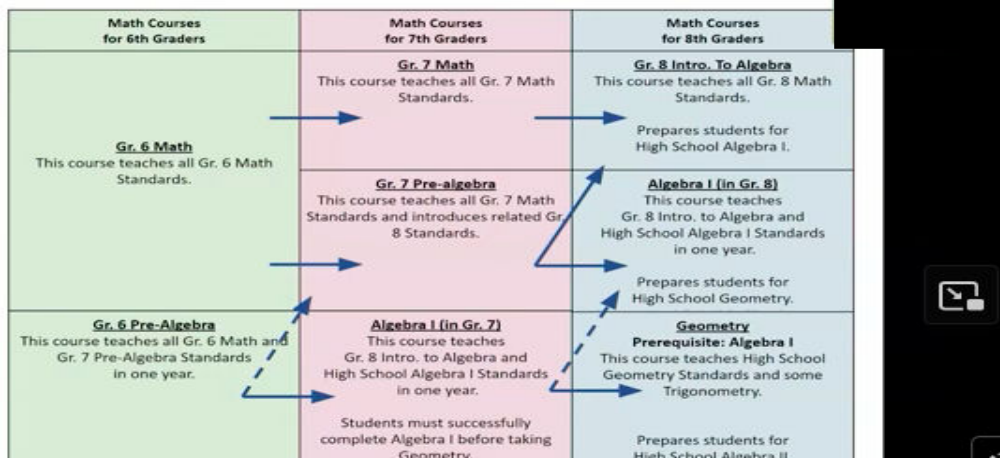 Math Courses
for 6th Graders
Math Courses
for 7th Graders
Math Courses
for 8th Graders
Gr. 6 Math
This course teaches all Gr. 6 Math
Standards.
Gr. 7 Math
This course teaches all Gr. 7 Math
Standards.
Gr. 8 Intro. To Algebra
This course teaches all Gr. 8 Math
Standards.
Prepares students for
High School Algebra I.
Gr. 7 Pre-algebra
This course teaches all Gr. 7 Math
Standards and introduces related Gr.
8 Standards.
Algebra I (in Gr. 8)
This course teaches
Gr. 8 Intro. to Algebra and
High School Algebra I Standards
in one year.
Prepares students for
High School Geometry.
Gr. 6 Pre-Algebra
This course teaches all Gr. 6 Math and
Gr. 7 Pre-Algebra Standards
in one year.
Algebra I (in Gr. 7)
This course teaches
Gr. 8 Intro. to Algebra and
High School Algebra I Standards
in one year.
Students must successfully
complete Algebra I before taking
Geometry
Geometry
Prerequisite: Algebra I
This course teaches High School
Geometry Standards and some
Trigonometry.
Prepares students for
High School Algebra II